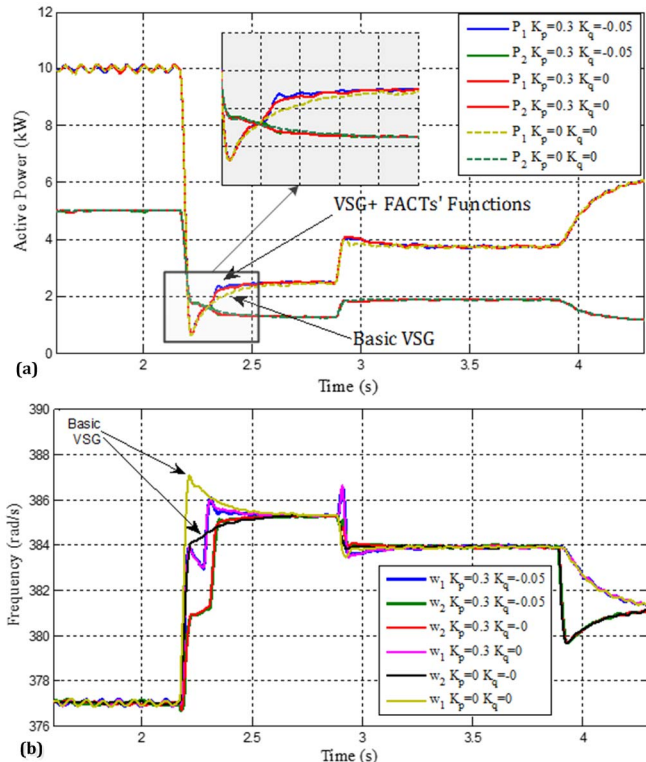 12
10
8
6
4
2
0
Active Power (kW)
P1 Kp=0.3 Kq=-0.05
P2 Kp=0.3 Kq=-0.05
P1 Kp=0.3 Kq=0
P2 Kp=0.3 Kq=0
P1 Kp=0 Kq=0
P2 Kp=0 Kq=0
VSG+ FACTs' Functions
Basic VSG
2
2.5
3
3.5
4
Time (s)
(a)
390
388
386
384
382
380
378
376
Frequency (rad/s)
Basic
VSG
w1 Kp=0.3 Kq=-0.05
w2 Kp=0.3 Kq=-0.05
w2 Kp=0.3 Kq=-0
w1 Kp=0.3 Kq=0
w2 Kp=0 Kq=-0
w1 Kp=0 Kq=0
2
2.5
3
3.5
4
Time (s)
(b)